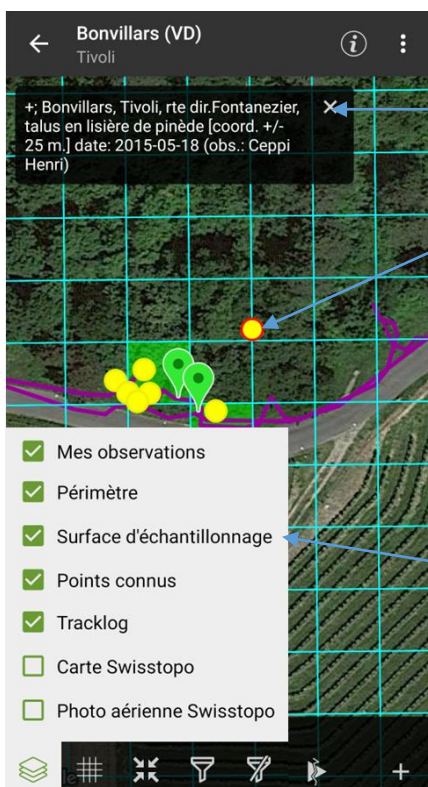 Bonvillars (VD)
Tivoli
+; Bonvillars, Tivoli, rte dir.Fontanezier,
talus en lisière de pinède [coord. +/-
25 m.] date: 2015-05-18 (obs.: Ceppi
Henri)
Mes observations
Périmètre
Surface d'échantillonnage
Points connus
Tracklog
Carte Swisstopo
Photo aérienne Swisstopo